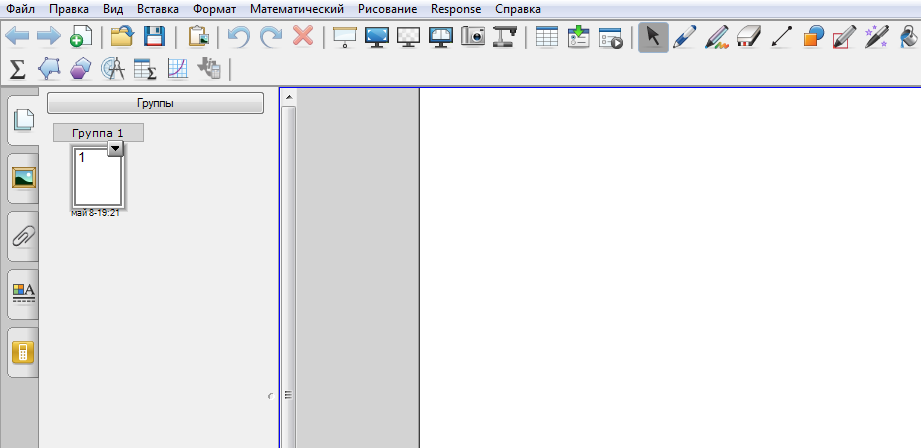 Файл Правка Вид Вставка Формат Математический Рисование Response Справка
Группы
Группа 1
1
май 8-19:21